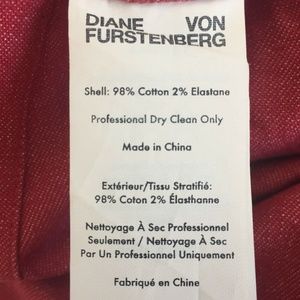 DIANE VON
FURSTENBERG
Shell: 98% Cotton 2% Elastane
Professional Dry Clean Only
Made in China
Extérieur/Tissu Stratifié:
98% Coton 2% Élasthanne
Nettoyage À Sec Professionnel
Seulement / Nettoyage À Sec
Par Un Professionnel Uniquement
Fabriqué en Chine